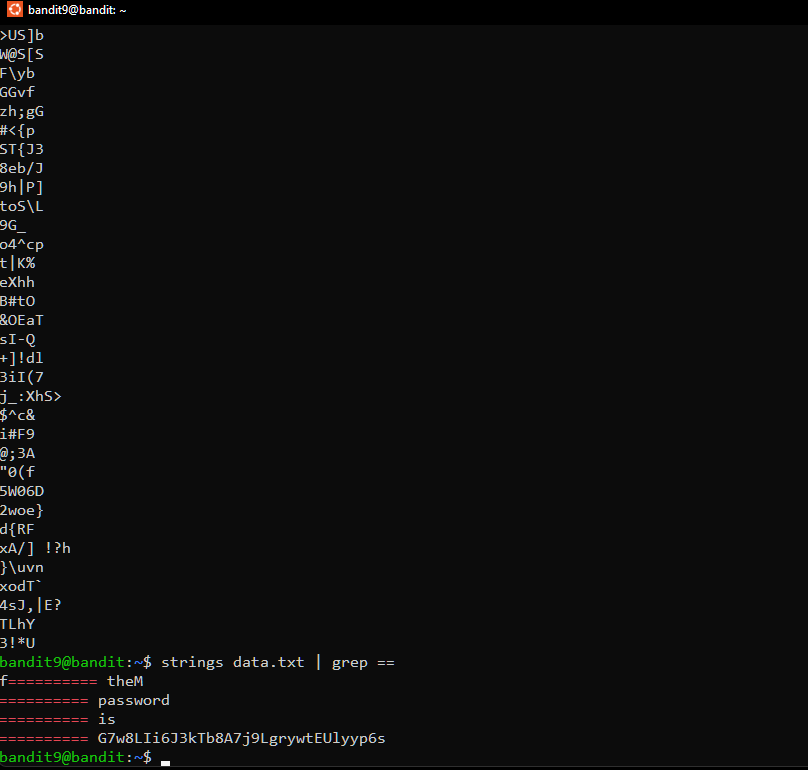 bandit9@bandit: ~
>US]b
W@S[S
F\yb
GGvf
zh;gG
#<{p
ST{J3
8eb/J
9h|P]
toS\L
9G_
o4^cp
t|K%
eXhh
B#tO
&OEaT
sI-Q
+]!dl
3iI(7
j_:XhS>
$^c&
i#F9
@;3A
"0(f
5W06D
2woe}
d{RF
xA/] !?h
}\uvn
xodT`
4sJ,|E?
TLhY
3!*U
bandit9@bandit:~$ strings data.txt | grep ==
f========== theM
========== password
========== is
========== G7w8LIi6J3kTb8A7j9LgrywtEUlyyp6s
bandit9@bandit:~$